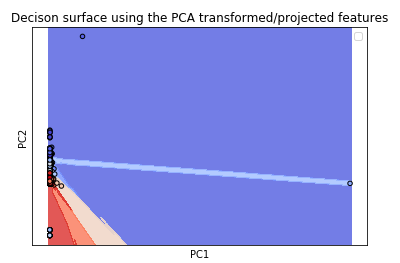 Decison surface using the PCA transformed/projected features
PC2
PC1